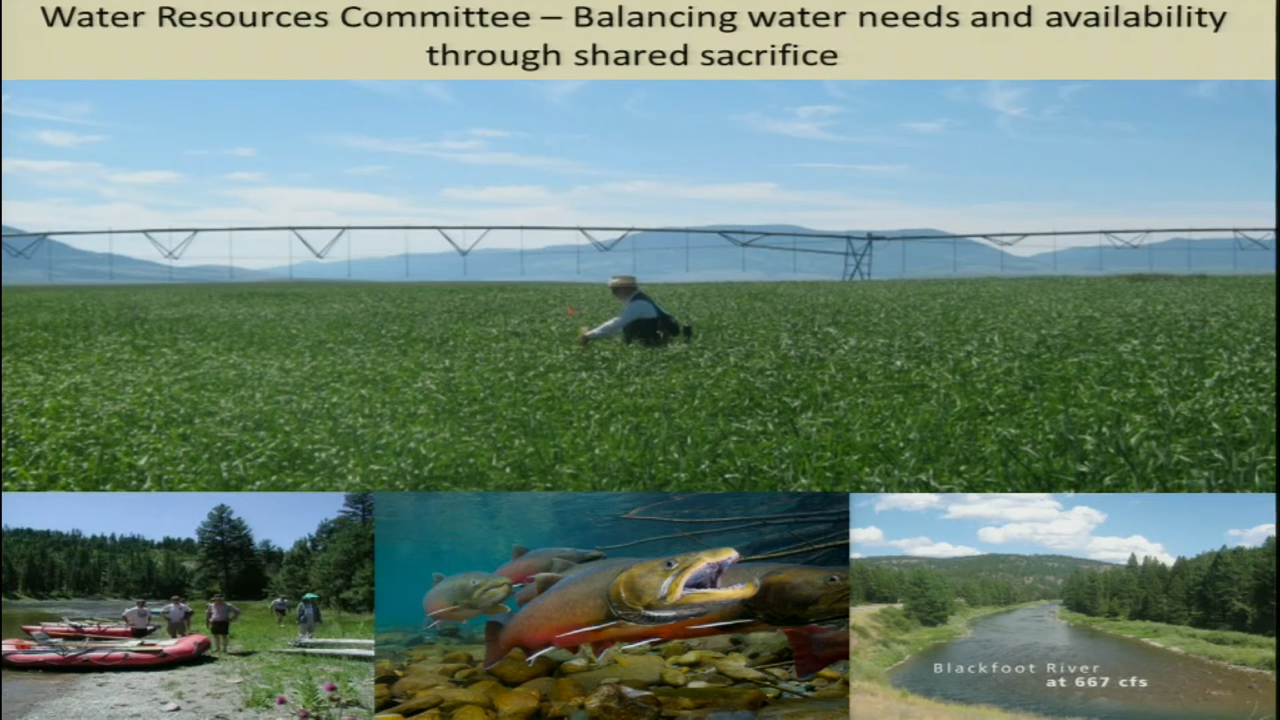 Water Resources Committee – Balancing water needs and availability
through shared sacrifice
Blackfoot River
at 667 cfs